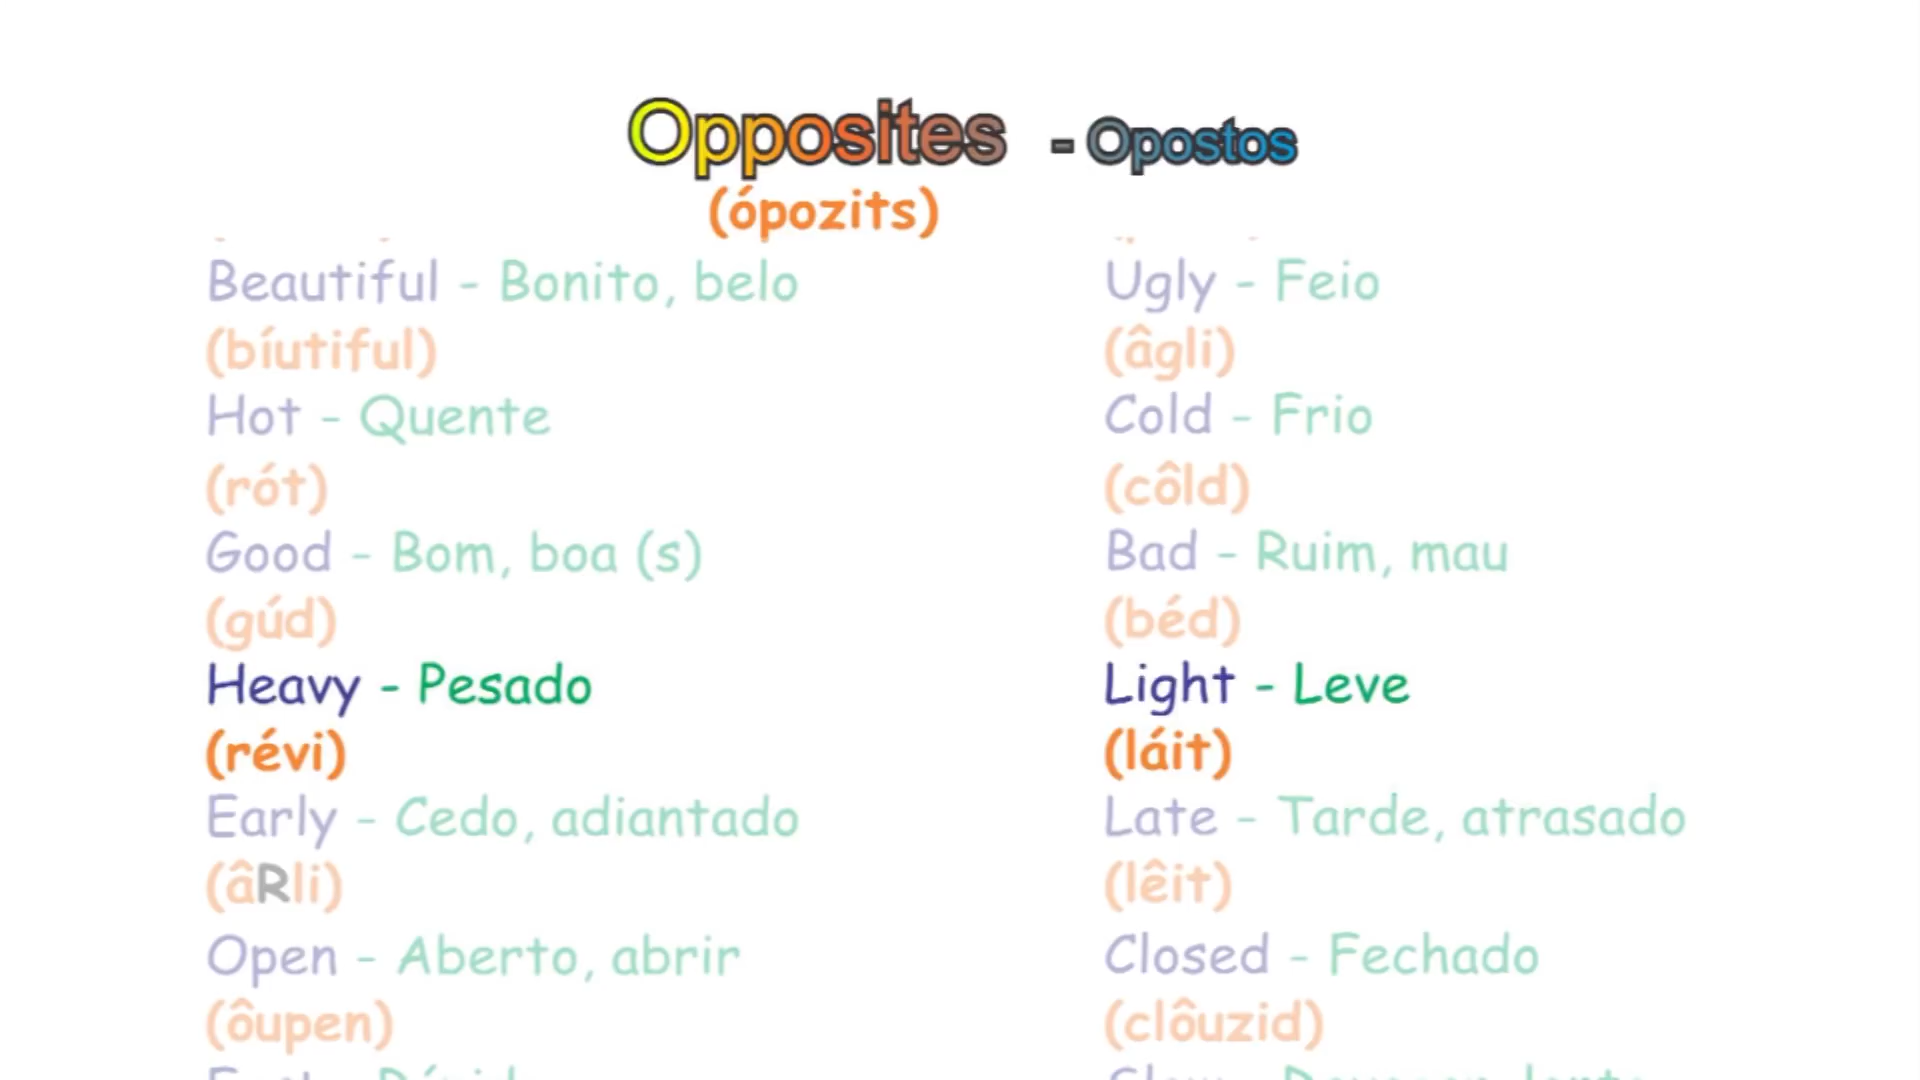 Opposites - Opostos
(ópozits)
Beautiful - Bonito, belo
(bíutiful)
Hot - Quente
(rót)
Good - Bom, boa (s)
(gúd)
Heavy - Pesado
(révi)
Early - Cedo, adiantado
(âRli)
Open - Aberto, abrir
(ôupen)
Ugly - Feio
(âgli)
Cold - Frio
(côld)
Bad - Ruim, mau
(béd)
Light - Leve
(láit)
Late - Tarde, atrasado
(lêit)
Closed - Fechado
(clôuzid)